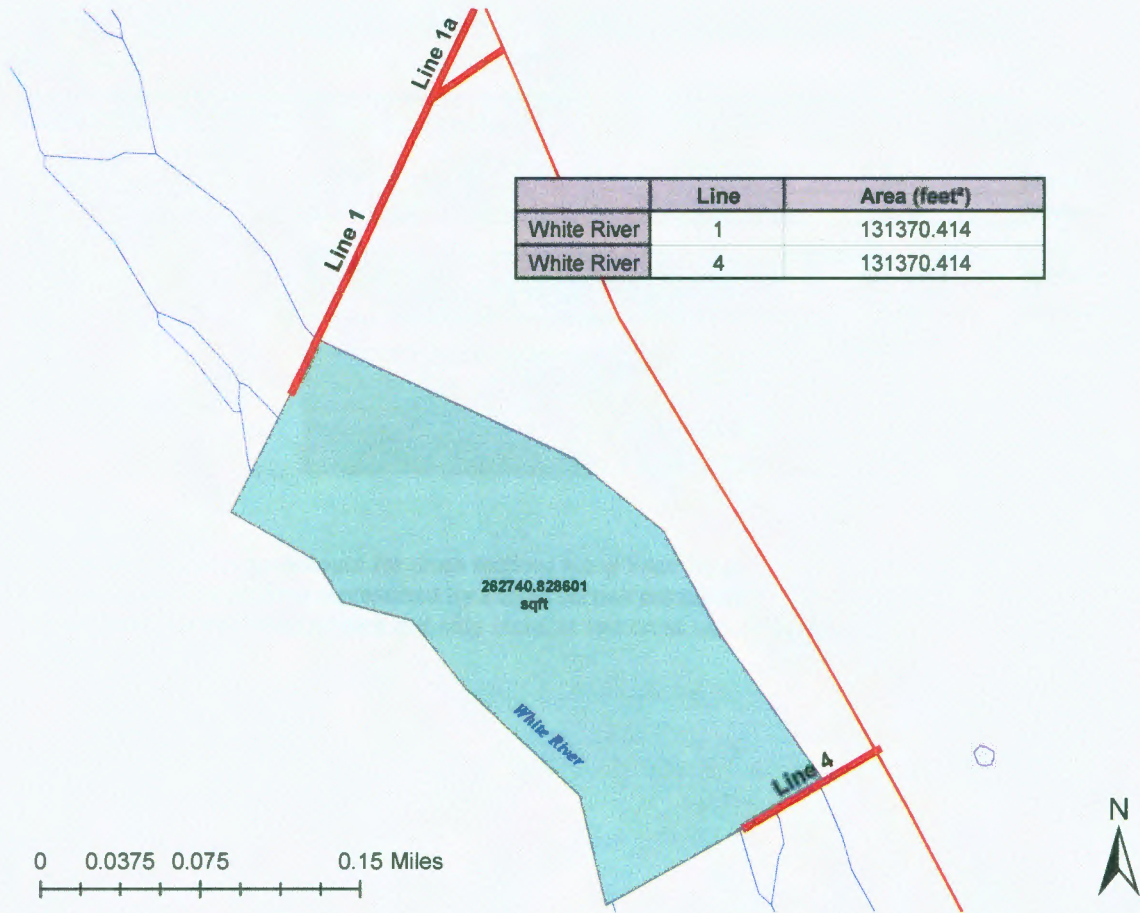 Line 1a
Line Area (feet²)
White River 1 131370.414
White River 4 131370.414
Line 1
262740.828601
sqft
White River
Line 4
N
0 0.0375 0.075 0.15 Miles